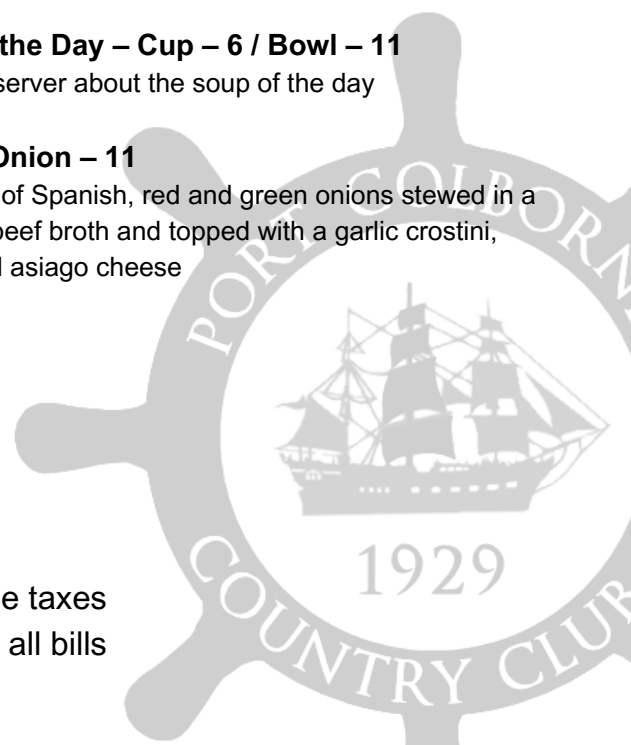 the Day – Cup – 6 / Bowl – 11
server about the soup of the day
Onion – 11
of Spanish, red and green onions stewed in a
beef broth and topped with a garlic crostini,
asiago cheese
PORT COLBORN
1929
COUNTRY CLUB
e taxes
all bills